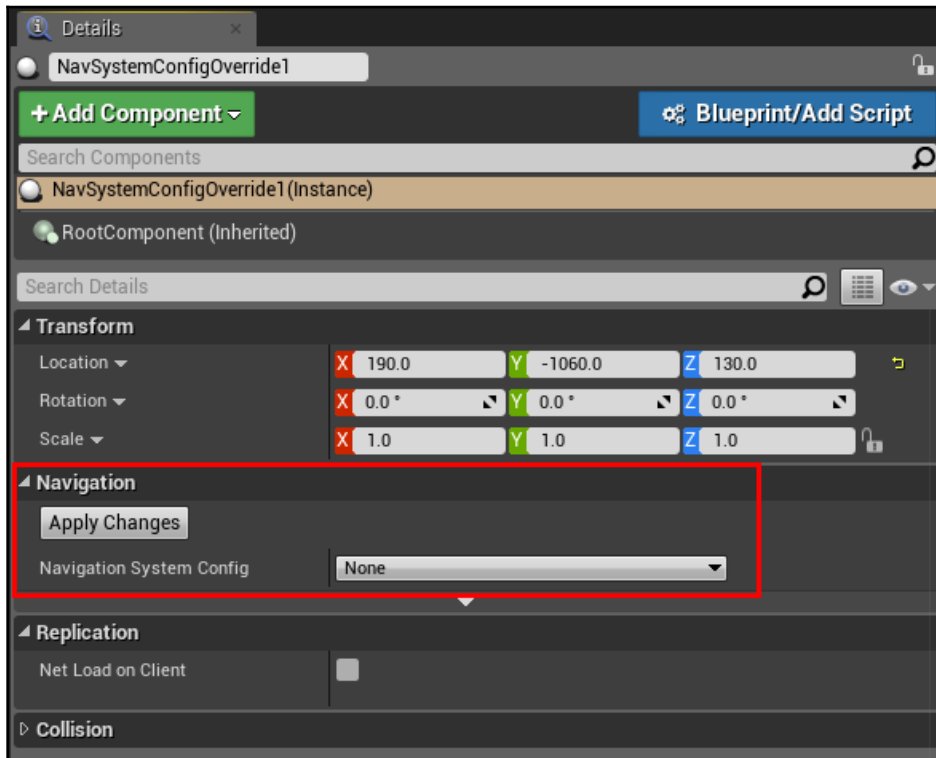 Details
NavSystemConfigOverride1
+ Add Component
Blueprint/Add Script
Search Components
NavSystemConfigOverride1(Instance)
RootComponent (Inherited)
Search Details
Transform
Location X 190.0 Y -1060.0 Z 130.0
Rotation X 0.0 ° Y 0.0 ° Z 0.0 °
Scale X 1.0 Y 1.0 Z 1.0
Navigation
Apply Changes
Navigation System Config None
Replication
Net Load on Client
Collision